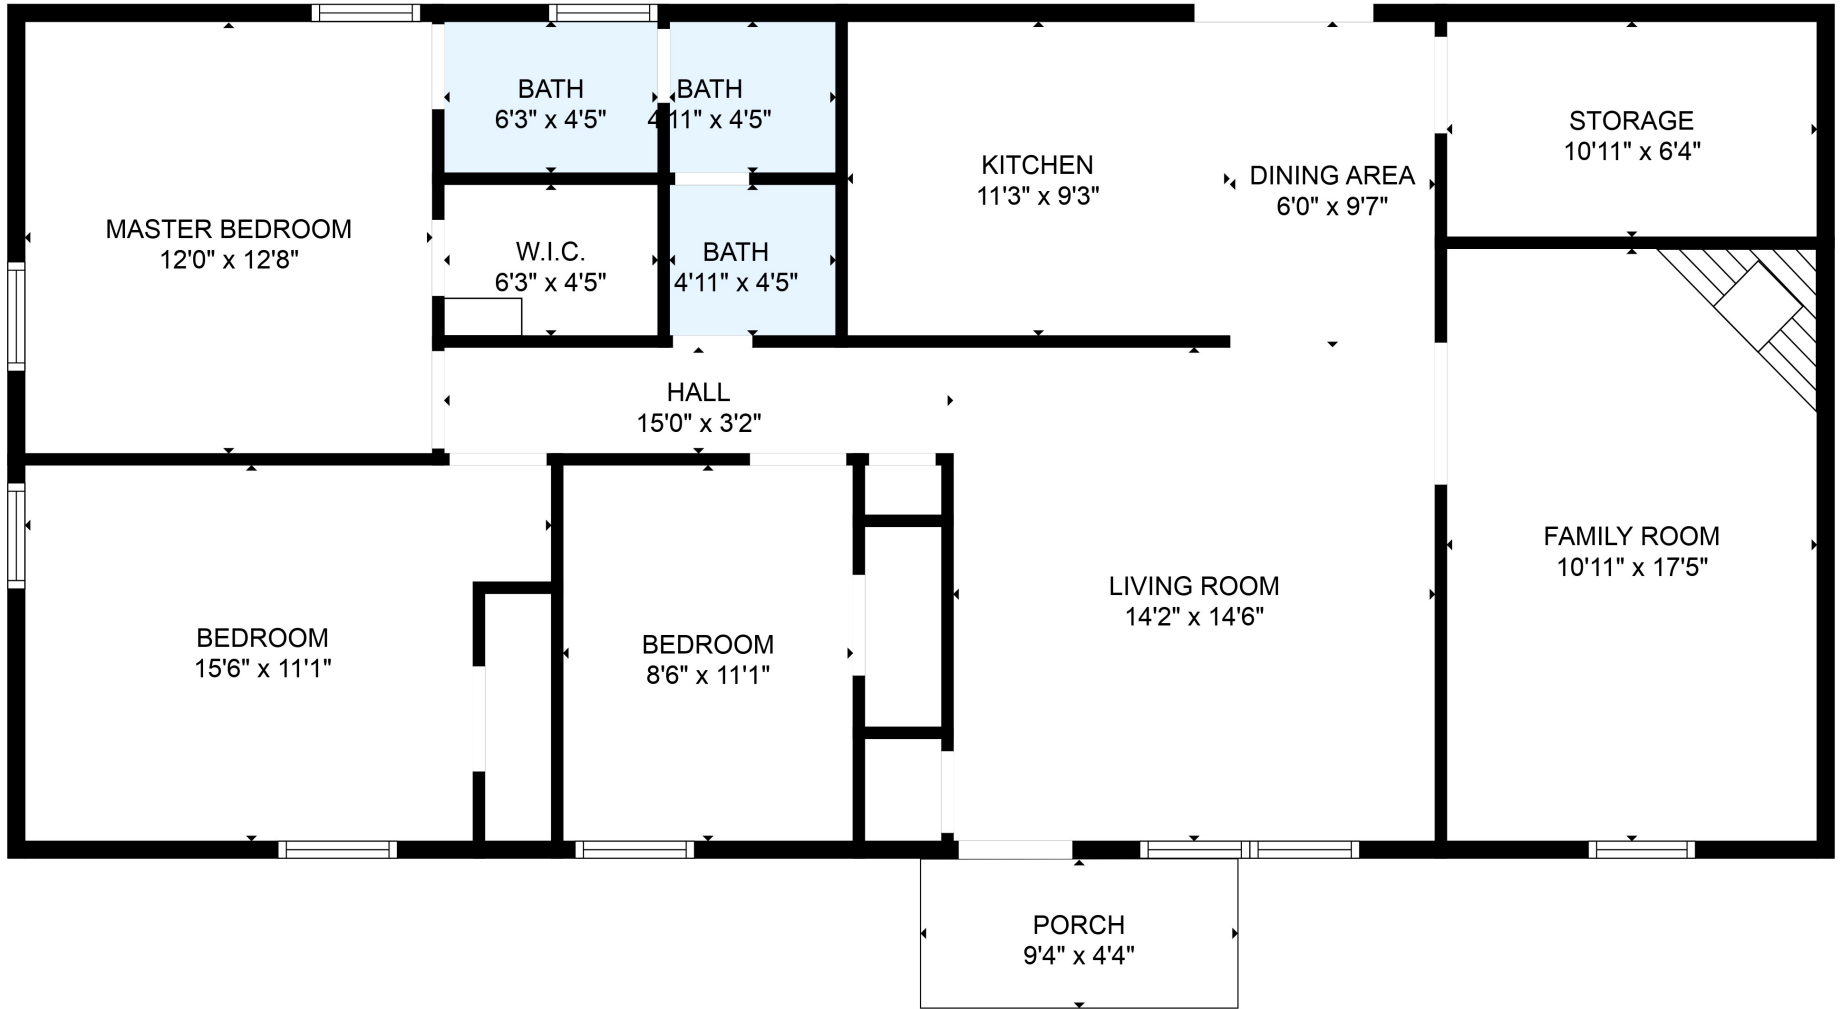 BATH
6'3" x 4'5"
BATH
4'11" x 4'5"
STORAGE
10'11" x 6'4"
KITCHEN
11'3" x 9'3"
DINING AREA
6'0" x 9'7"
MASTER BEDROOM
12'0" x 12'8"
W.I.C.
6'3" x 4'5"
BATH
4'11" x 4'5"
HALL
15'0" x 3'2"
FAMILY ROOM
10'11" x 17'5"
LIVING ROOM
14'2" x 14'6"
BEDROOM
15'6" x 11'1"
BEDROOM
8'6" x 11'1"
PORCH
9'4" x 4'4"